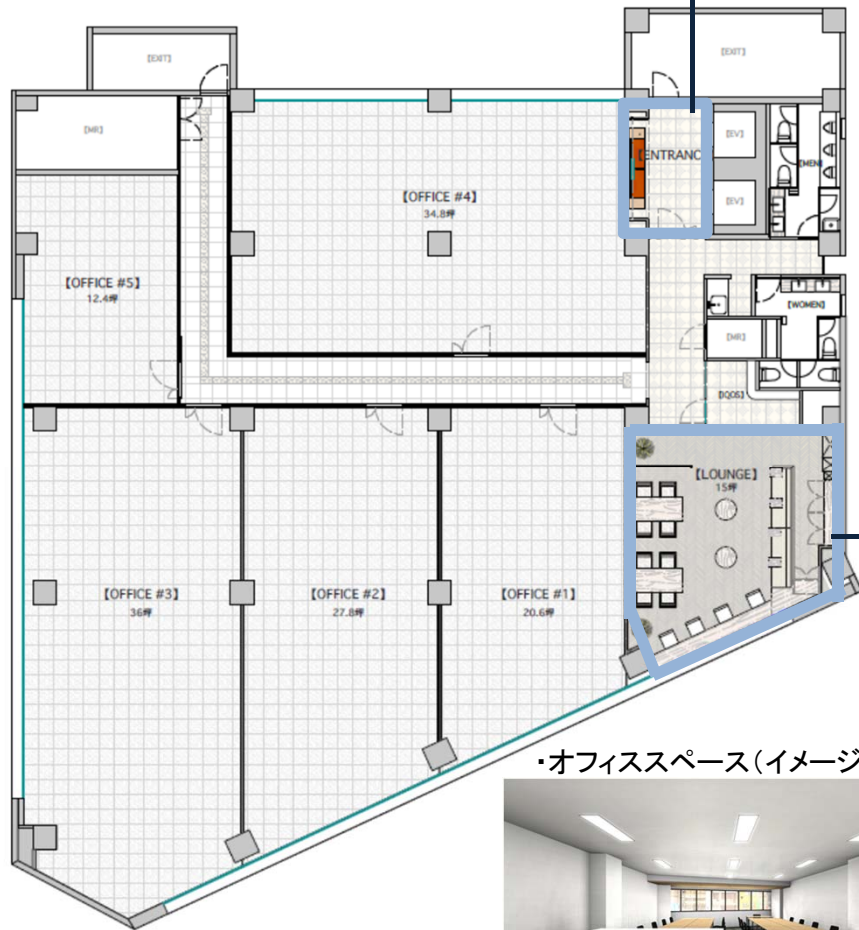 [EXIT]
[EXIT]
[MR]
[ENTRANC
[EV]
[MEN]
【OFFICE #4】
34.8坪
[EV]
【OFFICE #5】
12.4坪
[WOMEN]
[MR]
[IQOS]
【LOUNGE】
15坪
【OFFICE #3】
36坪
【OFFICE #2】
27.8坪
【OFFICE #1】
20.6坪
・オフィススペース（イメージ